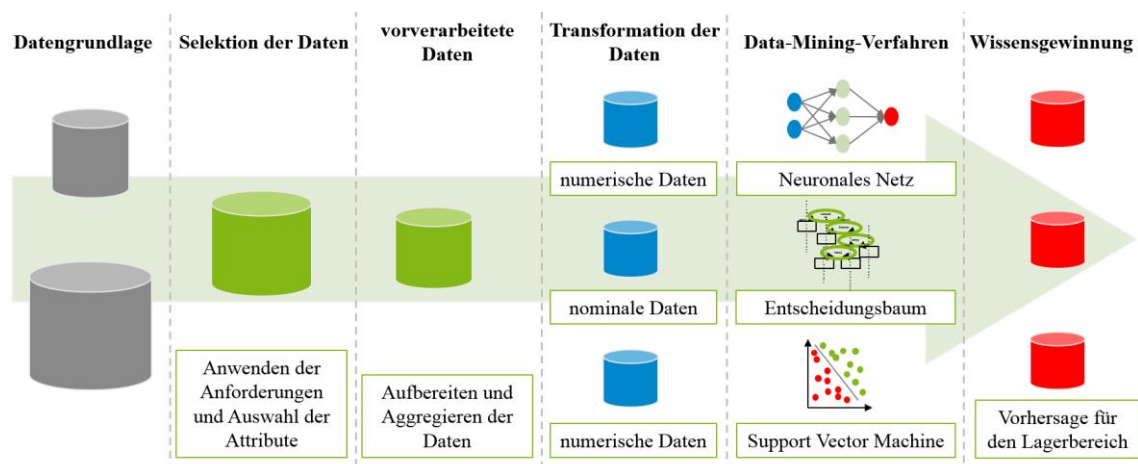 Datengrundlage
Selektion der Daten
vorverarbeitete
Daten
Transformation der
Daten
Data-Mining-Verfahren
Wissensgewinnung
numerische Daten
Neuronales Netz
nominale Daten
Entscheidungsbaum
Anwenden der
Anforderungen
und Auswahl der
Attribute
Aufbereiten und
Aggregieren der
Daten
numerische Daten
Support Vector Machine
Vorhersage für
den Lagerbereich